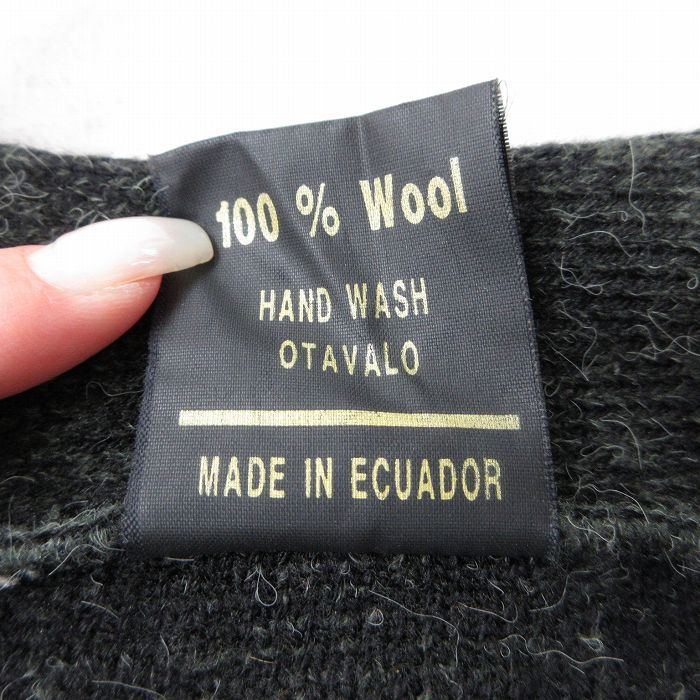 100 % Wool
HAND WASH
OTAVALO
MADE IN ECUADOR